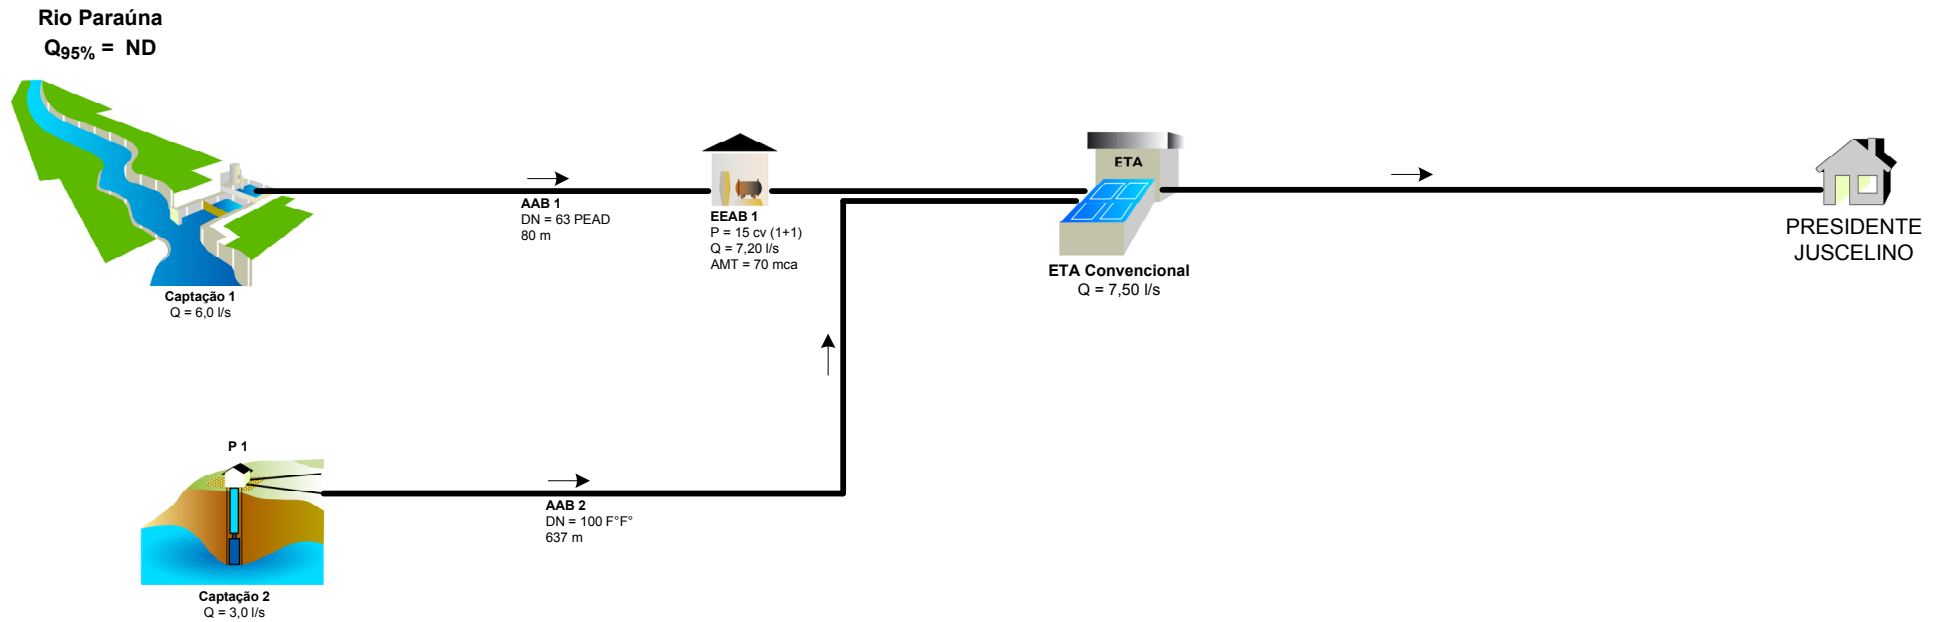 Rio Paraúna
Q95% = ND
ETA
AAB 1
DN = 63 PEAD
80 m
EEAB 1
P = 15 cv (1+1)
Q = 7,20 l/s
AMT = 70 mca
PRESIDENTE
JUSCELINO
ETA Convencional
Q = 7,50 l/s
Captação 1
Q = 6,0 l/s
P 1
AAB 2
DN = 100 F°F°
637 m
Captação 2
Q = 3,0 l/s